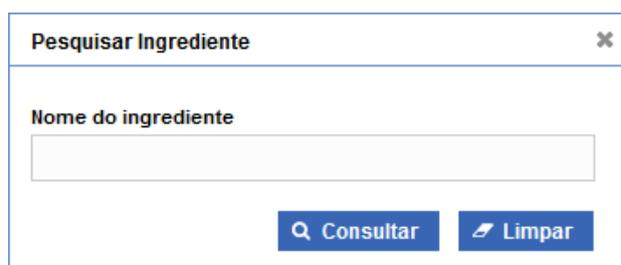 Pesquisar Ingrediente
Nome do ingrediente
Consultar Limpar